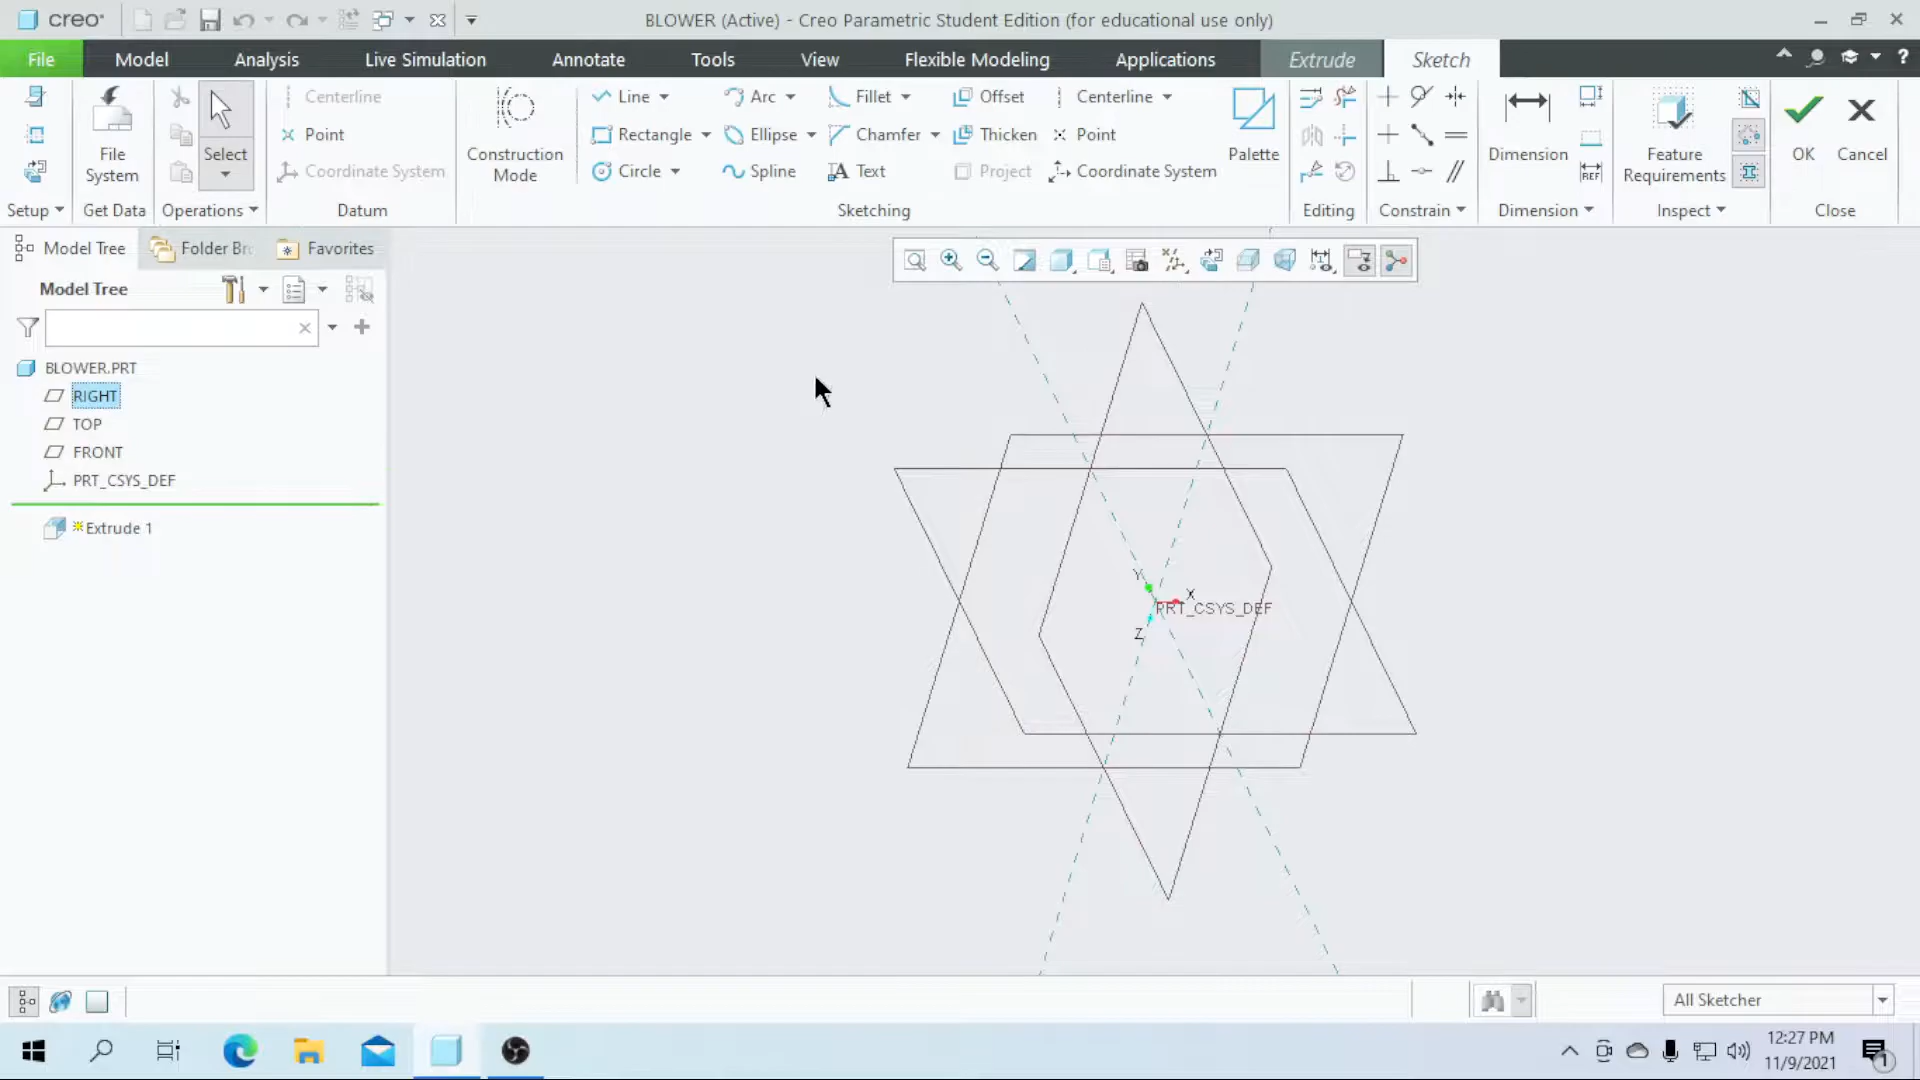 creo
BLOWER (Active) - Creo Parametric Student Edition (for educational use only)
File Model Analysis Live Simulation Annotate Tools View Flexible Modeling Applications Extrude Sketch
Centerline Line Arc Fillet Offset Centerline
Point Rectangle Ellipse Chamfer Thicken Point
Coordinate System Circle Spline Text Project Coordinate System
File System
Select
Construction Mode
Palette
Dimension
REF
Feature Requirements
OK
Cancel
Setup Get Data Operations Datum Sketching Editing Constrain Dimension Inspect Close
Model Tree Folder Br Favorites
Model Tree
BLOWER.PRT
RIGHT
TOP
FRONT
PRT_CSYS_DEF
Extrude 1
Y
X
PRT_CSYS_DEF
Z
All Sketcher
12:27 PM
11/9/2021
1